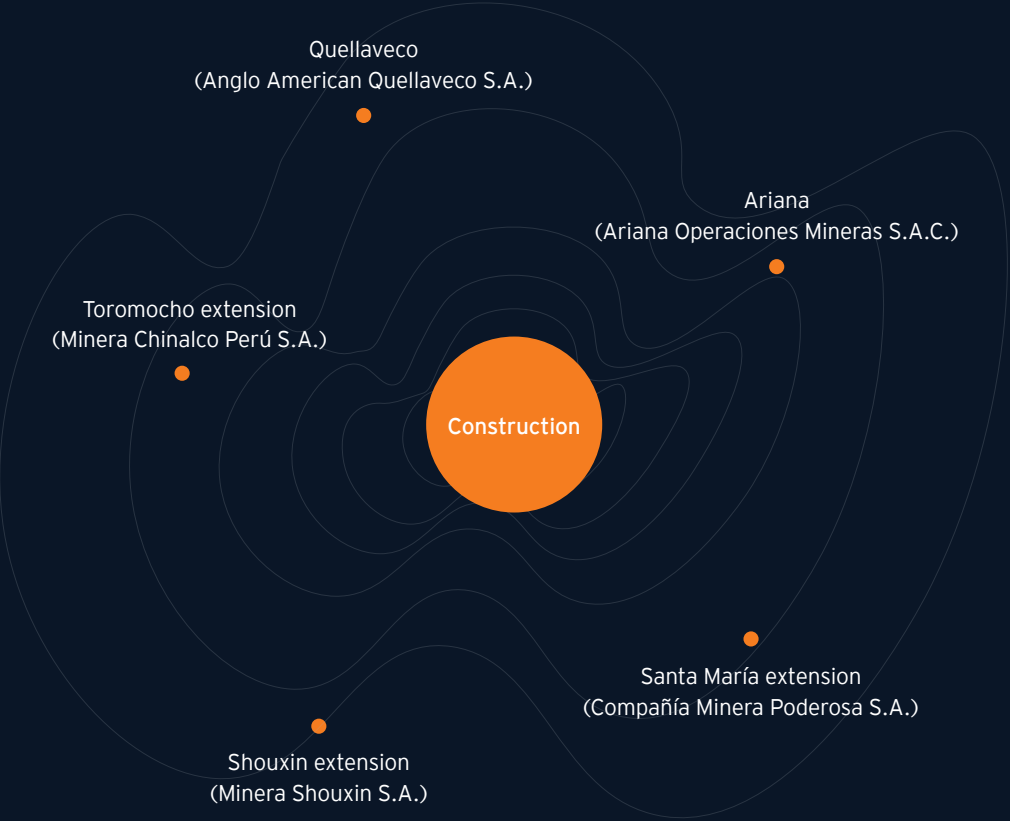 Quellaveco
(Anglo American Quellaveco S.A.)
Ariana
(Ariana Operaciones Mineras S.A.C.)
Toromocho extension
(Minera Chinalco Perú S.A.)
Construction
Santa María extension
(Compañía Minera Poderosa S.A.)
Shouxin extension
(Minera Shouxin S.A.)